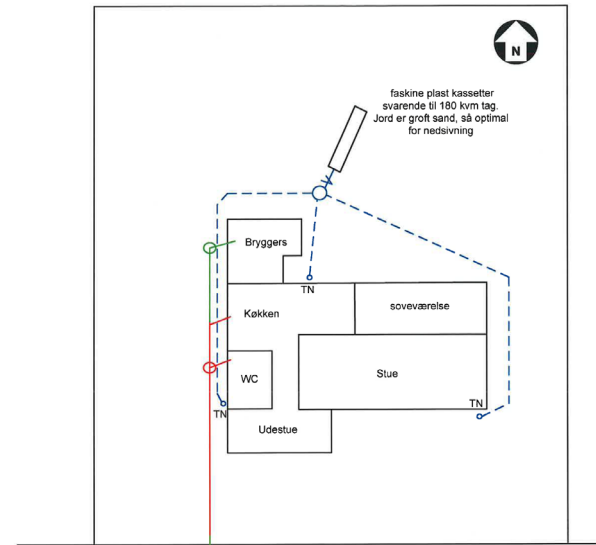 N
faskine plast kassetter
svarende til 180 kvm tag.
Jord er groft sand, så optimal
for nedsivning
Bryggers
TN
Køkken
soveværelse
WC
Stue
TN
TN
Udestue